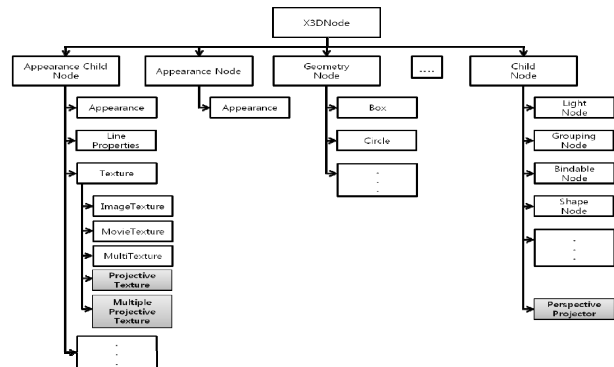 X3DNode
Appearance Child
Node
Appearance Node
Geometry
Node
....
Child
Node
Appearance
Line
Properties
Texture
ImageTexture
MovieTexture
MultiTexture
Projective
Texture
Multiple
Projective
Texture
.
.
.
Appearance
Box
Circle
.
.
.
Light
Node
Grouping
Node
Bindable
Node
Shape
Node
.
.
.
Perspective
Projector